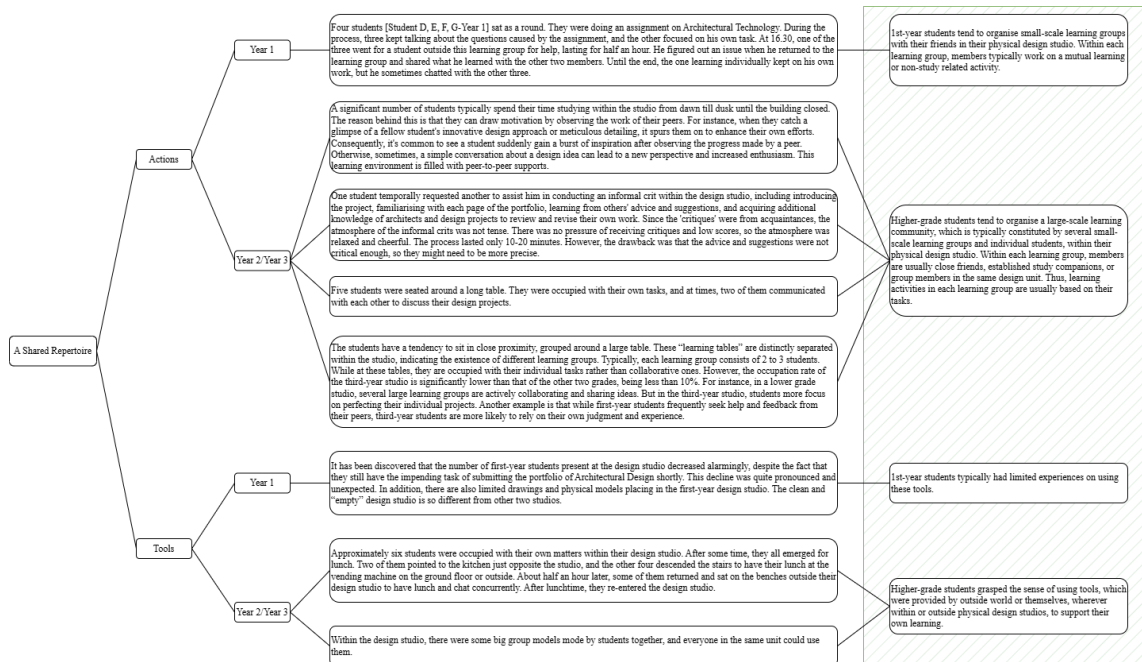 Four students [Student D, E, F, G-Year 1] sat as a round. They were doing an assignment on Architectural Technology. During the
process, three kept talking about the questions caused by the assignment, and the other focused on his own task. At 16.30, one of the
three went for a student outside this learning group for help, lasting for half an hour. He figured out an issue when he returned to the
learning group and shared what he learned with the other two members. Until the end, the one learning individually kept on his own
work, but he sometimes chatted with the other three.
Year 1
1st-year students tend to organise small-scale learning groups
with their friends in their physical design studio. Within each
learning group, members typically work on a mutual learning
or non-study related activity.
A significant number of students typically spend their time studying within the studio from dawn till dusk until the building closed.
The reason behind this is that they can draw motivation by observing the work of their peers. For instance, when they catch a
glimpse of a fellow student's innovative design approach or meticulous detailing, it spurs them on to enhance their own efforts.
Consequently, it's common to see a student suddenly gain a burst of inspiration after observing the progress made by a peer.
Otherwise, sometimes, a simple conversation about a design idea can lead to a new perspective and increased enthusiasm. This
learning environment is filled with peer-to-peer supports.
Actions
One student temporally requested another to assist him in conducting an informal crit within the design studio, including introducing
the project, familiarising with each page of the portfolio, learning from others' advice and suggestions, and acquiring additional
knowledge of architects and design projects to review and revise their own work. Since the 'critiques' were from acquaintances, the
atmosphere of the informal crits was not tense. There was no pressure of receiving critiques and low scores, so the atmosphere was
relaxed and cheerful. The process lasted only 10-20 minutes. However, the drawback was that the advice and suggestions were not
critical enough, so they might need to be more precise.
Year 2/Year 3
Higher-grade students tend to organise a large-scale learning
community, which is typically constituted by several small-
scale learning groups and individual students, within their
physical design studio. Within each learning group, members
are usually close friends, established study companions, or
group members in the same design unit. Thus, learning
activities in each learning group are usually based on their
tasks.
Five students were seated around a long table. They were occupied with their own tasks, and at times, two of them communicated
with each other to discuss their design projects.
A Shared Repertoire
The students have a tendency to sit in close proximity, grouped around a large table. These “learning tables” are distinctly separated
within the studio, indicating the existence of different learning groups. Typically, each learning group consists of 2 to 3 students.
While at these tables, they are occupied with their individual tasks rather than collaborative ones. However, the occupation rate of
the third-year studio is significantly lower than that of the other two grades, being less than 10%. For instance, in a lower grade
studio, several large learning groups are actively collaborating and sharing ideas. But in the third-year studio, students more focus
on perfecting their individual projects. Another example is that while first-year students frequently seek help and feedback from
their peers, third-year students are more likely to rely on their own judgment and experience.
It has been discovered that the number of first-year students present at the design studio decreased alarmingly, despite the fact that
they still have the impending task of submitting the portfolio of Architectural Design shortly. This decline was quite pronounced and
unexpected. In addition, there are also limited drawings and physical models placing in the first-year design studio. The clean and
“empty” design studio is so different from other two studios.
Year 1
1st-year students typically had limited experiences on using
these tools.
Tools
Approximately six students were occupied with their own matters within their design studio. After some time, they all emerged for
lunch. Two of them pointed to the kitchen just opposite the studio, and the other four descended the stairs to have their lunch at the
vending machine on the ground floor or outside. About half an hour later, some of them returned and sat on the benches outside their
design studio to have lunch and chat concurrently. After lunchtime, they re-entered the design studio.
Year 2/Year 3
Higher-grade students grasped the sense of using tools, which
were provided by outside world or themselves, wherever
within or outside physical design studios, to support their
own learning.
Within the design studio, there were some big group models mode by students together, and everyone in the same unit could use
them.